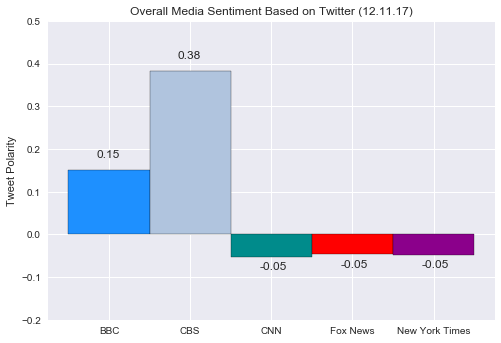 Overall Media Sentiment Based on Twitter (12.11.17)
Tweet Polarity
0.5
0.4
0.3
0.2
0.1
0.0
-0.1
-0.2
0.15
0.38
-0.05
-0.05
-0.05
BBC
CBS
CNN
Fox News
New York Times